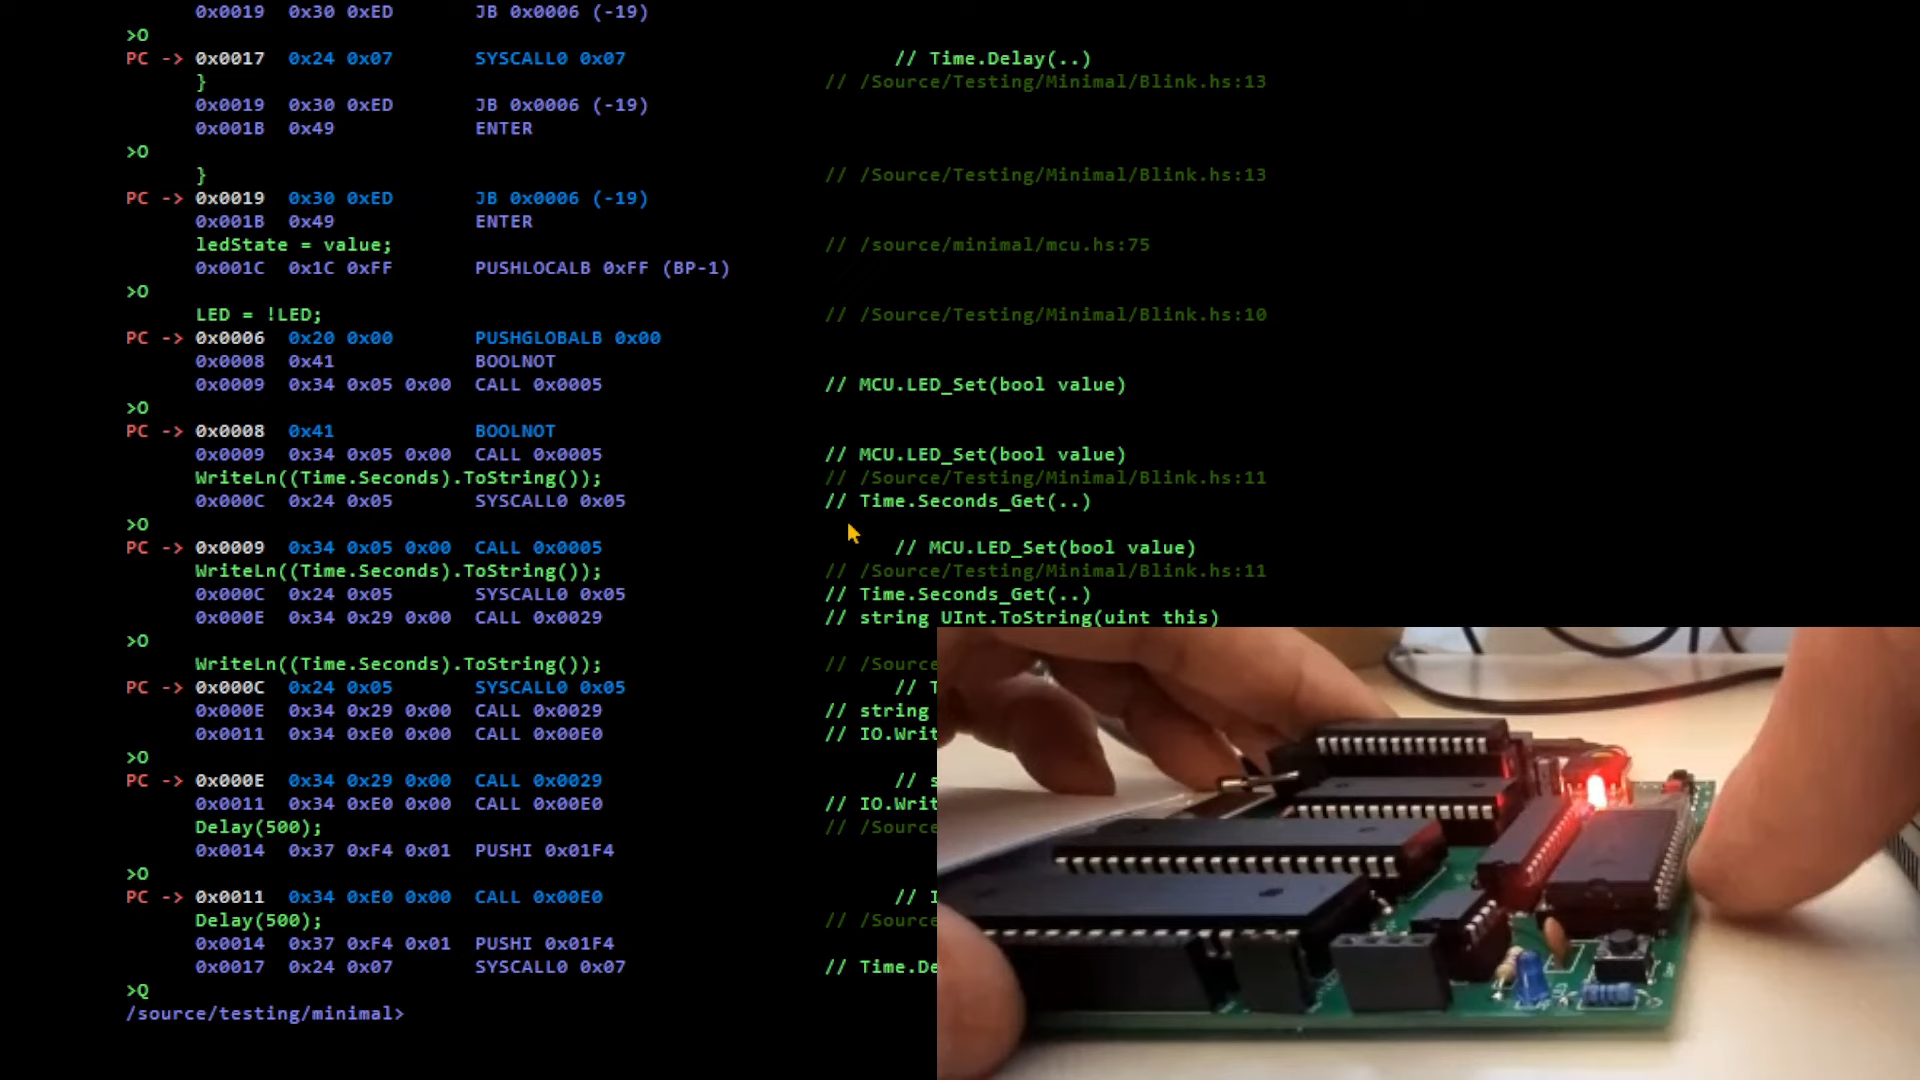 0x0019 0x30 0xED JB 0x0006 (-19)
>O
PC -> 0x0017 0x24 0x07 SYSCALL0 0x07 // Time.Delay(..)
} // /Source/Testing/Minimal/Blink.hs:13
0x0019 0x30 0xED JB 0x0006 (-19)
0x001B 0x49 ENTER
>O
} // /Source/Testing/Minimal/Blink.hs:13
PC -> 0x0019 0x30 0xED JB 0x0006 (-19)
0x001B 0x49 ENTER
ledState = value; // /source/minimal/mcu.hs:75
0x001C 0x1C 0xFF PUSHLOCALB 0xFF (BP-1)
>O
LED = !LED; // /Source/Testing/Minimal/Blink.hs:10
PC -> 0x0006 0x20 0x00 PUSHGLOBALB 0x00
0x0008 0x41 BOOLNOT
0x0009 0x34 0x05 0x00 CALL 0x0005 // MCU.LED_Set(bool value)
>O
PC -> 0x0008 0x41 BOOLNOT
0x0009 0x34 0x05 0x00 CALL 0x0005 // MCU.LED_Set(bool value)
WriteLn((Time.Seconds).ToString()); // /Source/Testing/Minimal/Blink.hs:11
0x000C 0x24 0x05 SYSCALL0 0x05 // Time.Seconds_Get(..)
>O
PC -> 0x0009 0x34 0x05 0x00 CALL 0x0005 // MCU.LED_Set(bool value)
WriteLn((Time.Seconds).ToString()); // /Source/Testing/Minimal/Blink.hs:11
0x000C 0x24 0x05 SYSCALL0 0x05 // Time.Seconds_Get(..)
0x000E 0x34 0x29 0x00 CALL 0x0029 // string UInt.ToString(uint this)
>O
WriteLn((Time.Seconds).ToString()); // /Source
PC -> 0x000C 0x24 0x05 SYSCALL0 0x05 // T
0x000E 0x34 0x29 0x00 CALL 0x0029 // string
0x0011 0x34 0xE0 0x00 CALL 0x00E0 // IO.Writ
>O
PC -> 0x000E 0x34 0x29 0x00 CALL 0x0029 // s
0x0011 0x34 0xE0 0x00 CALL 0x00E0 // IO.Writ
Delay(500); // /Source
0x0014 0x37 0xF4 0x01 PUSHI 0x01F4
>O
PC -> 0x0011 0x34 0xE0 0x00 CALL 0x00E0 // I
Delay(500); // /Source
0x0014 0x37 0xF4 0x01 PUSHI 0x01F4
0x0017 0x24 0x07 SYSCALL0 0x07 // Time.De
>Q
/source/testing/minimal>